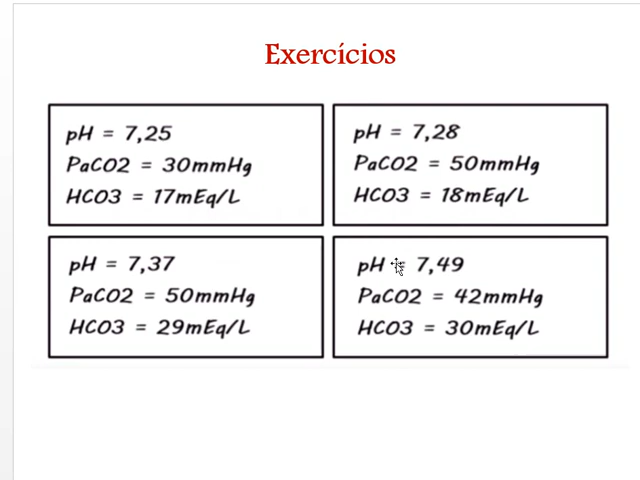 Exercícios
pH = 7,25
PaCO2 = 30mmHg
HCO3 = 17mEq/L
pH = 7,28
PaCO2 = 50mmHg
HCO3 = 18mEq/L
pH = 7,37
PaCO2 = 50mmHg
HCO3 = 29mEq/L
pH = 7,49
PaCO2 = 42mmHg
HCO3 = 30mEq/L